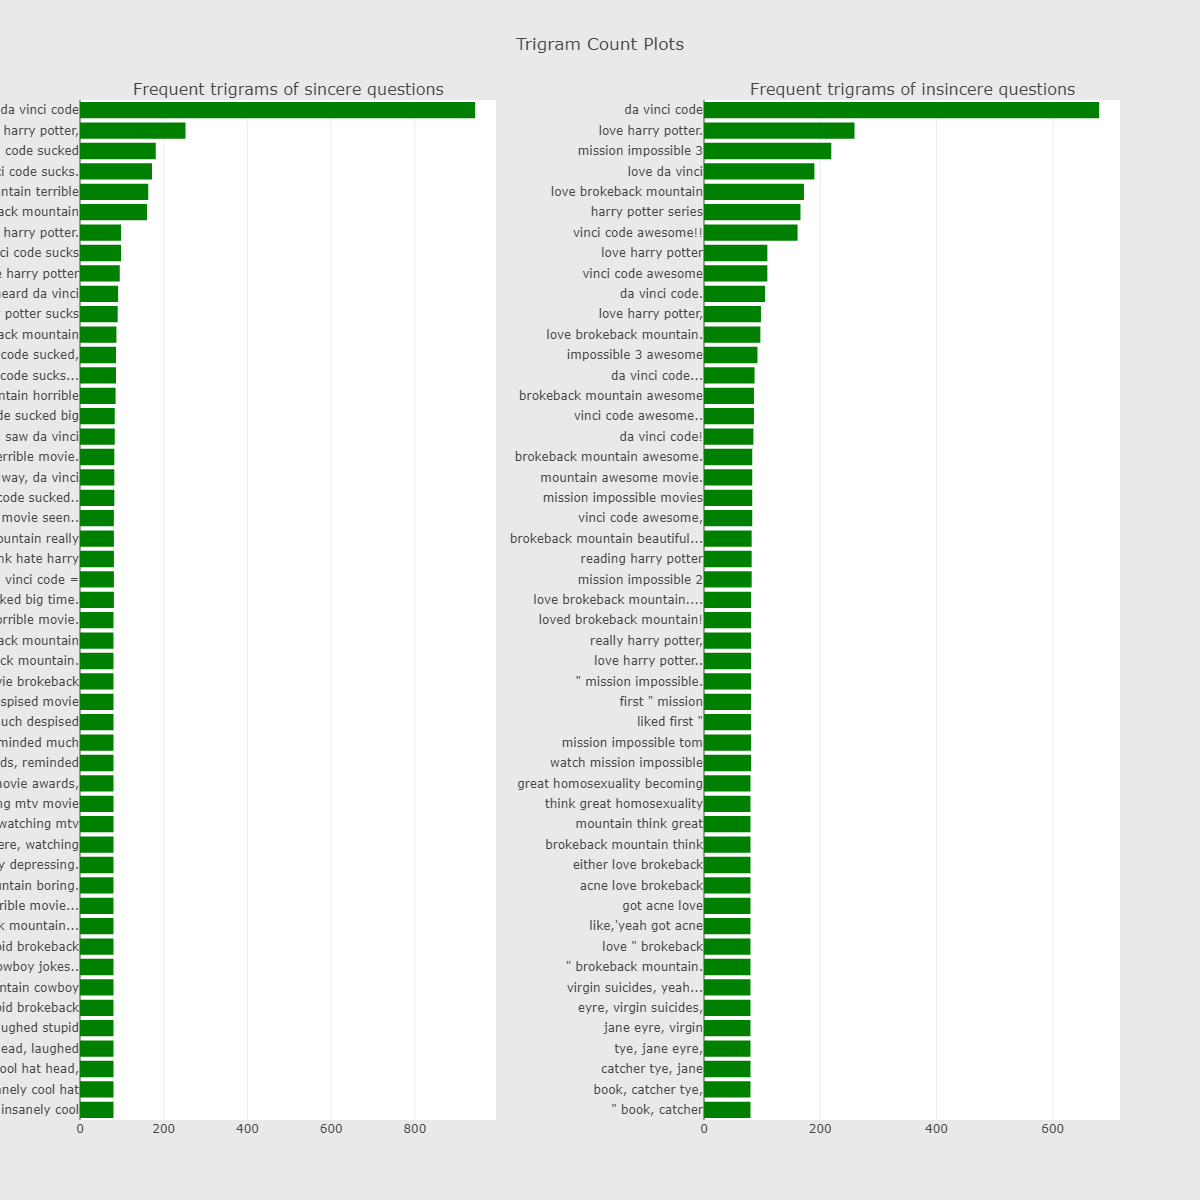 Trigram Count Plots
Frequent trigrams of sincere questions
da vinci code
harry potter,
code sucked
ci code sucks.
ntain terrible
ack mountain
harry potter.
ci code sucks
e harry potter
heard da vinci
potter sucks
ack mountain
code sucked,
code sucks...
ntain horrible
de sucked big
saw da vinci
errible movie.
way, da vinci
code sucked..
movie seen..
ountain really
nk hate harry
vinci code =
ked big time.
orrible movie.
ack mountain
ck mountain.
vie brokeback
spised movie
uch despised
minded much
ds, reminded
movie awards,
ng mtv movie
watching mtv
ere, watching
y depressing.
untain boring.
rible movie...
k mountain...
pid brokeback
owboy jokes..
ntain cowboy
pid brokeback
ughed stupid
head, laughed
ool hat head,
nely cool hat
insanely cool
0 200 400 600 800
Frequent trigrams of insincere questions
da vinci code
love harry potter.
mission impossible 3
love da vinci
love brokeback mountain
harry potter series
vinci code awesome!!
love harry potter
vinci code awesome
da vinci code.
love harry potter,
love brokeback mountain.
impossible 3 awesome
da vinci code...
brokeback mountain awesome
vinci code awesome..
da vinci code!
brokeback mountain awesome.
mountain awesome movie.
mission impossible movies
vinci code awesome,
brokeback mountain beautiful...
reading harry potter
mission impossible 2
love brokeback mountain....
loved brokeback mountain!
really harry potter,
love harry potter..
" mission impossible.
first " mission
liked first "
mission impossible tom
watch mission impossible
great homosexuality becoming
think great homosexuality
mountain think great
brokeback mountain think
either love brokeback
acne love brokeback
got acne love
like,'yeah got acne
love " brokeback
" brokeback mountain.
virgin suicides, yeah...
eyre, virgin suicides,
jane eyre, virgin
tye, jane eyre,
catcher tye, jane
book, catcher tye,
" book, catcher
0 200 400 600